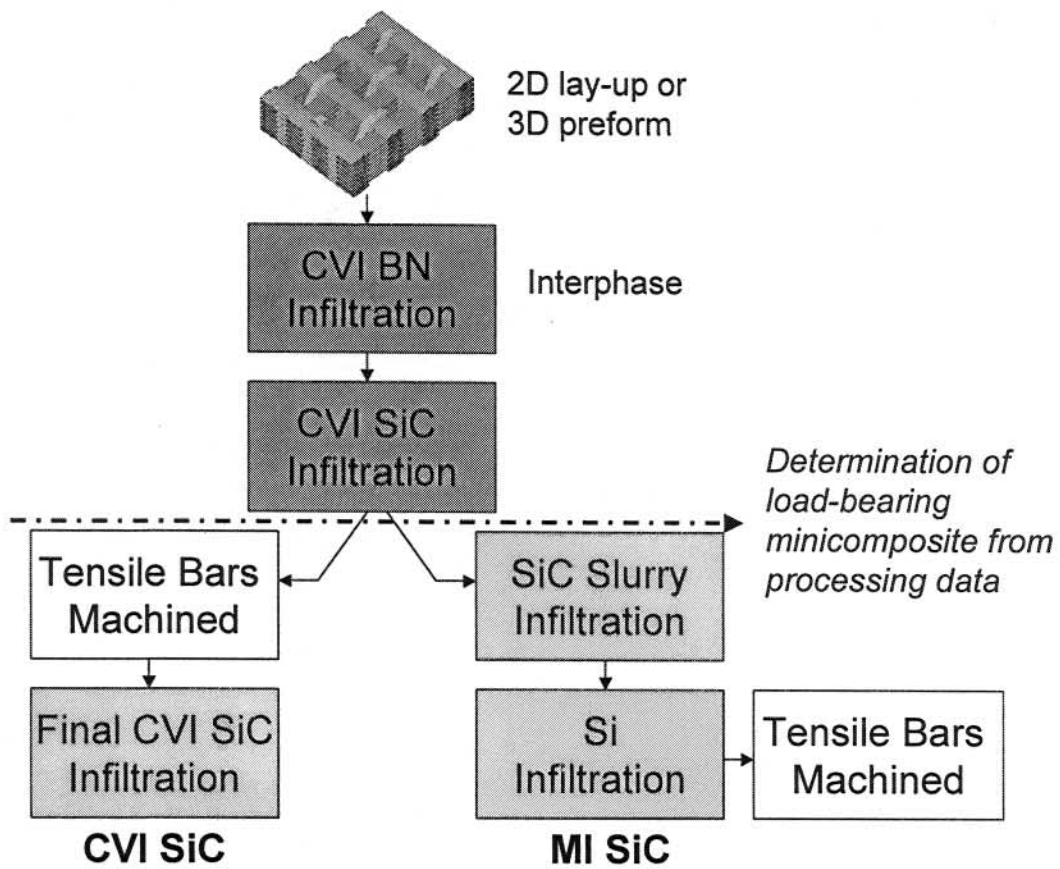 2D lay-up or
3D preform
CVI BN
Infiltration
Interphase
CVI SiC
Infiltration
Determination of
load-bearing
minicomposite from
processing data
Tensile Bars
Machined
SiC Slurry
Infiltration
Final CVI SiC
Infiltration
Si
Infiltration
Tensile Bars
Machined
CVI SiC
MI SiC